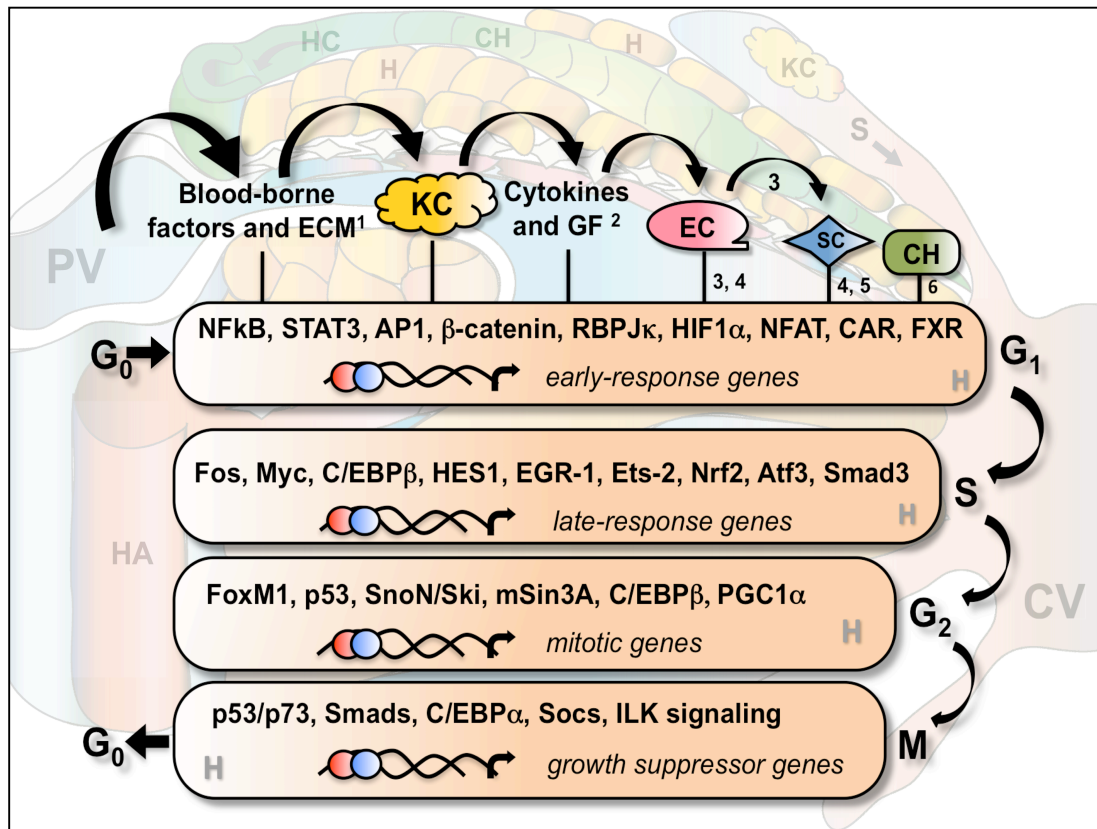 HC
CH
H
H
KC
S
PV
Blood-borne
factors and ECM¹
KC
Cytokines
and GF ²
EC
3
SC
CH
3, 4
4, 5
6
G₀
NFkB, STAT3, AP1, β-catenin, RBPJκ, HIF1α, NFAT, CAR, FXR
early-response genes
H
G₁
Fos, Myc, C/EBPβ, HES1, EGR-1, Ets-2, Nrf2, Atf3, Smad3
late-response genes
H
S
HA
CV
FoxM1, p53, SnoN/Ski, mSin3A, C/EBPβ, PGC1α
mitotic genes
H
G₂
p53/p73, Smads, C/EBPα, Socs, ILK signaling
growth suppressor genes
H
G₀
M